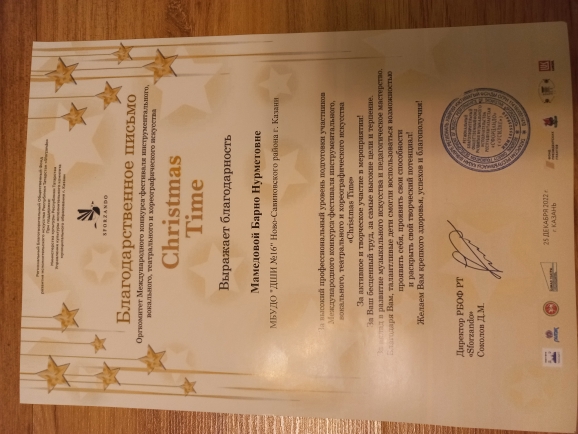 SFORZANDO
Благодарственное письмо
Оргкомитет Международного конкурса-фестиваля инструментального,
вокального, театрального и хореографического искусства
Christmas
Time
Выражает благодарность
Мамедовой Барно Нурметовне
МБУДО "ДШИ №16" Ново-Савиновского района г. Казани
За высокий профессиональный уровень подготовки участников
Международного конкурса-фестиваля инструментального,
вокального, театрального и хореографического искусства
«Christmas Time»
За активное и творческое участие в мероприятии!
За Ваш бесценный труд, за самые высокие цели и терпение,
в развитие музыкального искусства и педагогическое мастерство.
Благодаря Вам, талантливые дети смогли воспользоваться возможностью
проявить себя, проявить свои способности
и раскрыть свой творческий потенциал!
Желаем Вам крепкого здоровья, успехов и благополучия!
Директор РБОФ РТ
«Sforzando»
Соколов Д.М.
25 ДЕКАБРЯ 2022 г
г. КАЗАНЬ